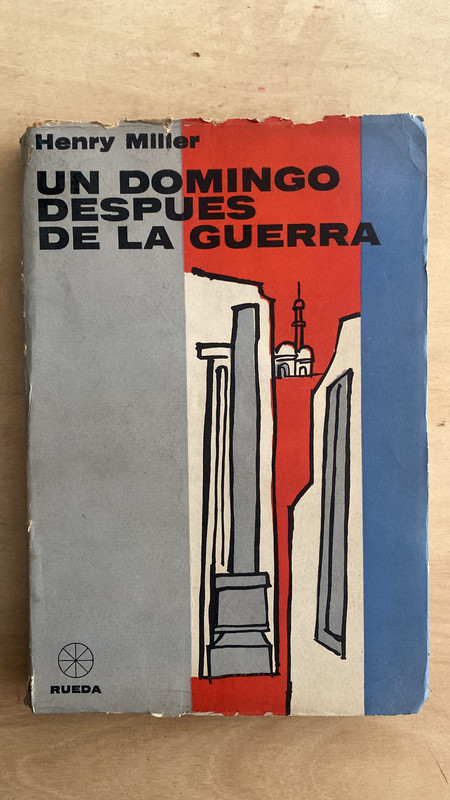 Henry Miller
UN DOMINGO
DESPUES
DE LA GUERRA
RUEDA